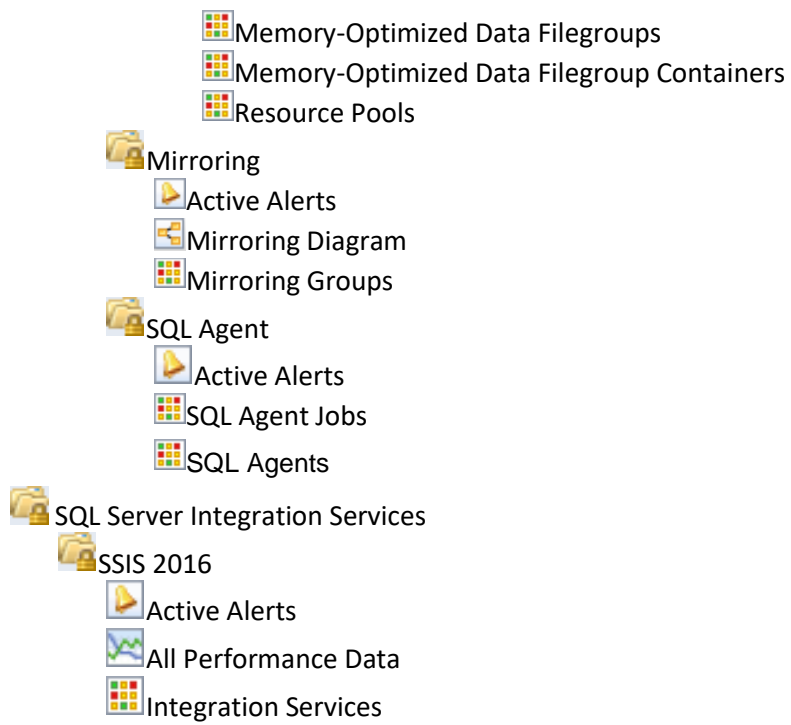 Memory-Optimized Data Filegroups
Memory-Optimized Data Filegroup Containers
Resource Pools
Mirroring
Active Alerts
Mirroring Diagram
Mirroring Groups
SQL Agent
Active Alerts
SQL Agent Jobs
SQL Agents
SQL Server Integration Services
SSIS 2016
Active Alerts
All Performance Data
Integration Services